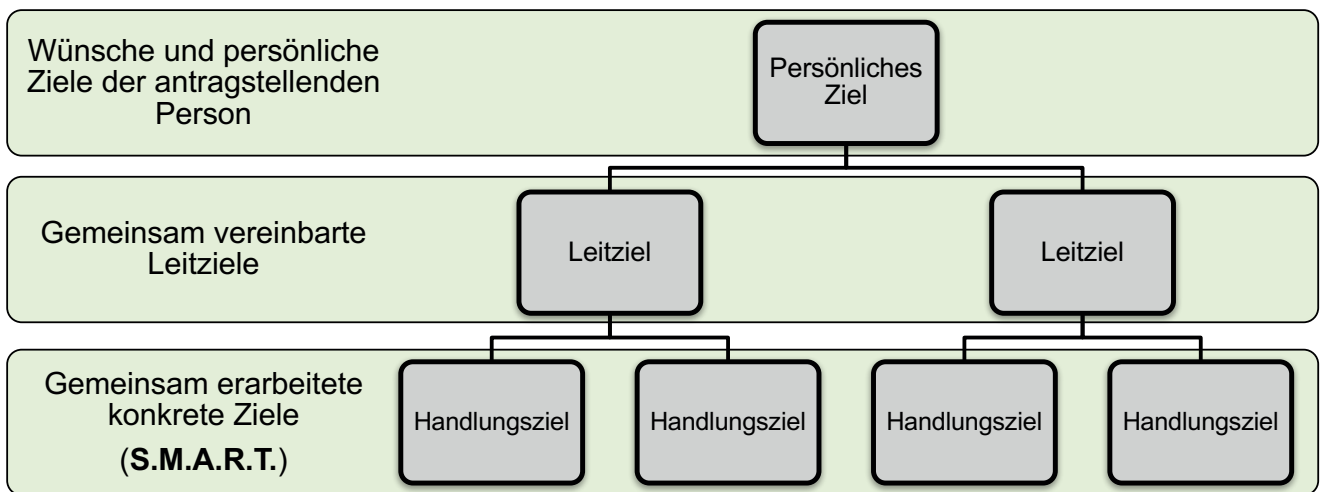 Wünsche und persönliche
Ziele der antragstellenden
Person
Persönliches
Ziel
Gemeinsam vereinbarte
Leitziele
Leitziel
Leitziel
Gemeinsam erarbeitete
konkrete Ziele
(S.M.A.R.T.)
Handlungsziel
Handlungsziel
Handlungsziel
Handlungsziel